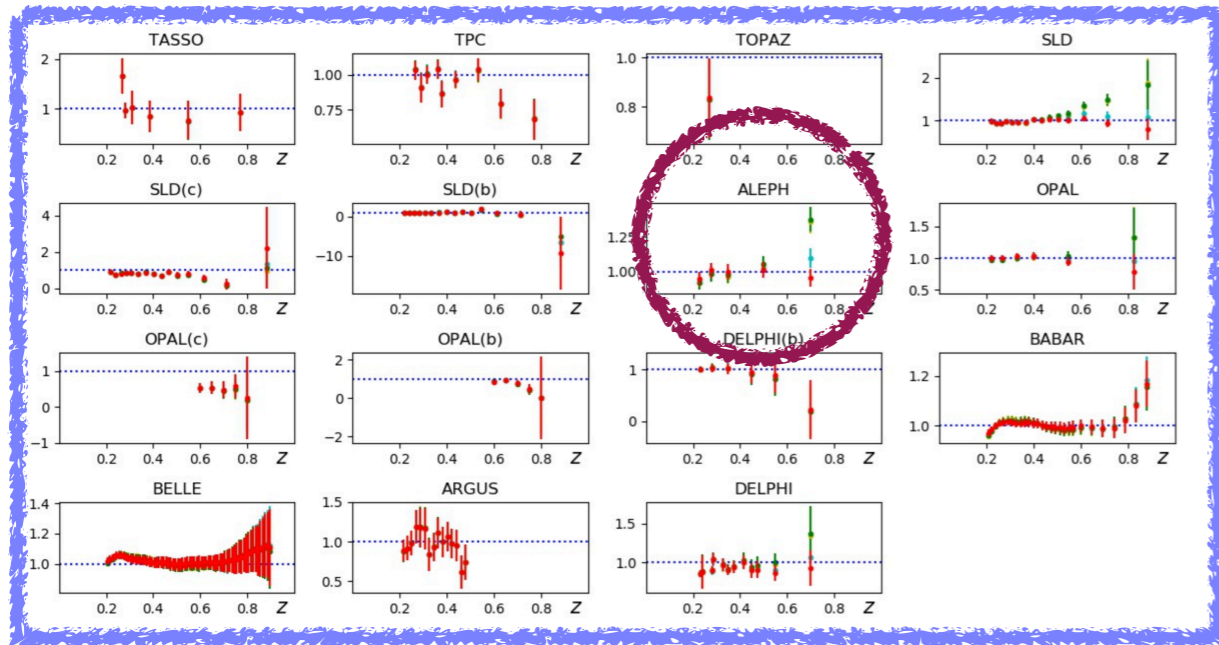 TASSO TPC TOPAZ SLD
2 1.00 1.0 2
1 0.75 0.8 1
0.2 0.4 0.6 0.8 Z 0.2 0.4 0.6 0.8 Z 0.2 0.4 0.6 0.8 Z 0.2 0.4 0.6 0.8 Z
SLD(c) SLD(b) ALEPH OPAL
4 0 1.25 1.5
2 −10 1.00 1.0
0 0.5
0.2 0.4 0.6 0.8 Z 0.2 0.4 0.6 0.8 Z 0.2 0.4 0.6 0.8 Z 0.2 0.4 0.6 0.8 Z
OPAL(c) OPAL(b) DELPHI(b) BABAR
1 2 1 1.2
0 0 0 1.0
−1 −2
0.2 0.4 0.6 0.8 Z 0.2 0.4 0.6 0.8 Z 0.2 0.4 0.6 0.8 Z 0.2 0.4 0.6 0.8 Z
BELLE ARGUS DELPHI
1.4 1.5 1.5
1.2 1.0 1.0
1.0 0.5
0.2 0.4 0.6 0.8 Z 0.2 0.4 0.6 0.8 Z 0.2 0.4 0.6 0.8 Z